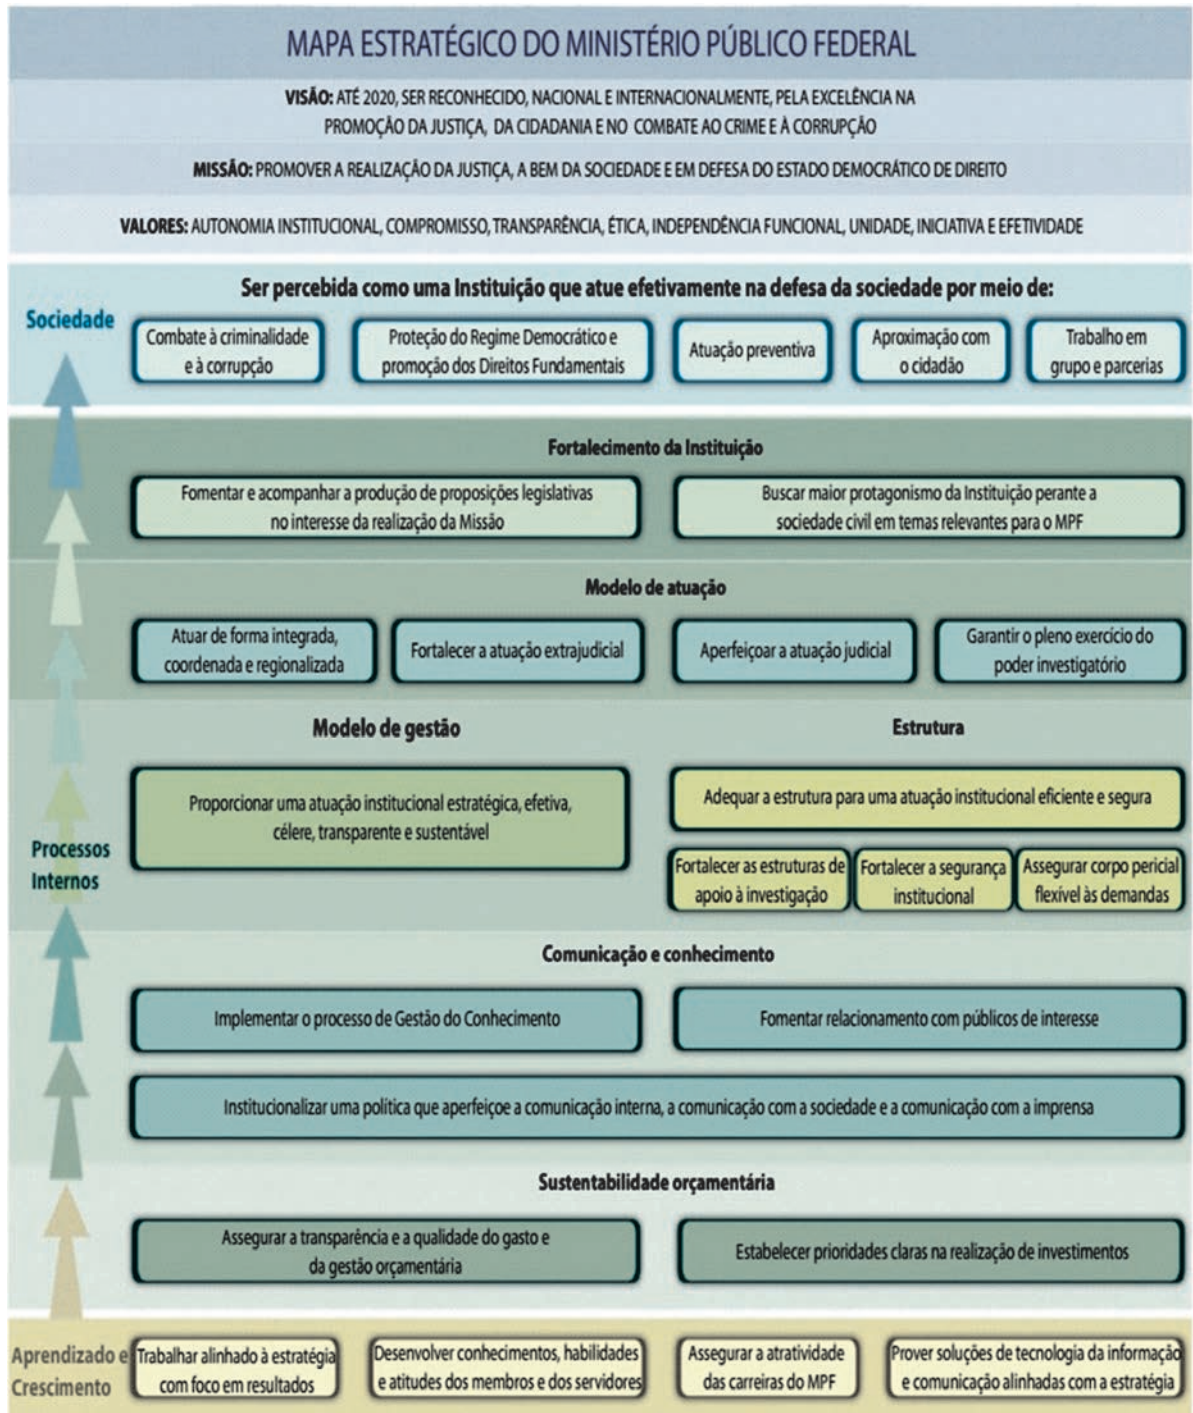 MAPA ESTRATÉGICO DO MINISTÉRIO PÚBLICO FEDERAL
VISÃO: ATÉ 2020, SER RECONHECIDO, NACIONAL E INTERNACIONALMENTE, PELA EXCELÊNCIA NA
PROMOÇÃO DA JUSTIÇA, DA CIDADANIA E NO COMBATE AO CRIME E À CORRUPÇÃO
MISSÃO: PROMOVER A REALIZAÇÃO DA JUSTIÇA, A BEM DA SOCIEDADE E EM DEFESA DO ESTADO DEMOCRÁTICO DE DIREITO
VALORES: AUTONOMIA INSTITUCIONAL, COMPROMISSO, TRANSPARÊNCIA, ÉTICA, INDEPENDÊNCIA FUNCIONAL, UNIDADE, INICIATIVA E EFETIVIDADE
Sociedade
Ser percebida como uma Instituição que atue efetivamente na defesa da sociedade por meio de:
Combate à criminalidade
e à corrupção
Proteção do Regime Democrático e
promoção dos Direitos Fundamentais
Atuação preventiva
Aproximação com
o cidadão
Trabalho em
grupo e parcerias
Processos
Internos
Fortalecimento da Instituição
Fomentar e acompanhar a produção de proposições legislativas
no interesse da realização da Missão
Buscar maior protagonismo da Instituição perante a
sociedade civil em temas relevantes para o MPF
Modelo de atuação
Atuar de forma integrada,
coordenada e regionalizada
Fortalecer a atuação extrajudicial
Aperfeiçoar a atuação judicial
Garantir o pleno exercício do
poder investigatório
Modelo de gestão
Proporcionar uma atuação institucional estratégica, efetiva,
célere, transparente e sustentável
Estrutura
Adequar a estrutura para uma atuação institucional eficiente e segura
Fortalecer as estruturas de
apoio à investigação
Fortalecer a segurança
institucional
Assegurar corpo pericial
flexível às demandas
Comunicação e conhecimento
Implementar o processo de Gestão do Conhecimento
Fomentar relacionamento com públicos de interesse
Institucionalizar uma política que aperfeiçoe a comunicação interna, a comunicação com a sociedade e a comunicação com a imprensa
Sustentabilidade orçamentária
Assegurar a transparência e a qualidade do gasto e
da gestão orçamentária
Estabelecer prioridades claras na realização de investimentos
Aprendizado e
Crescimento
Trabalhar alinhado à estratégia
com foco em resultados
Desenvolver conhecimentos, habilidades
e atitudes dos membros e dos servidores
Assegurar a atratividade
das carreiras do MPF
Prover soluções de tecnologia da informação
e comunicação alinhadas com a estratégia